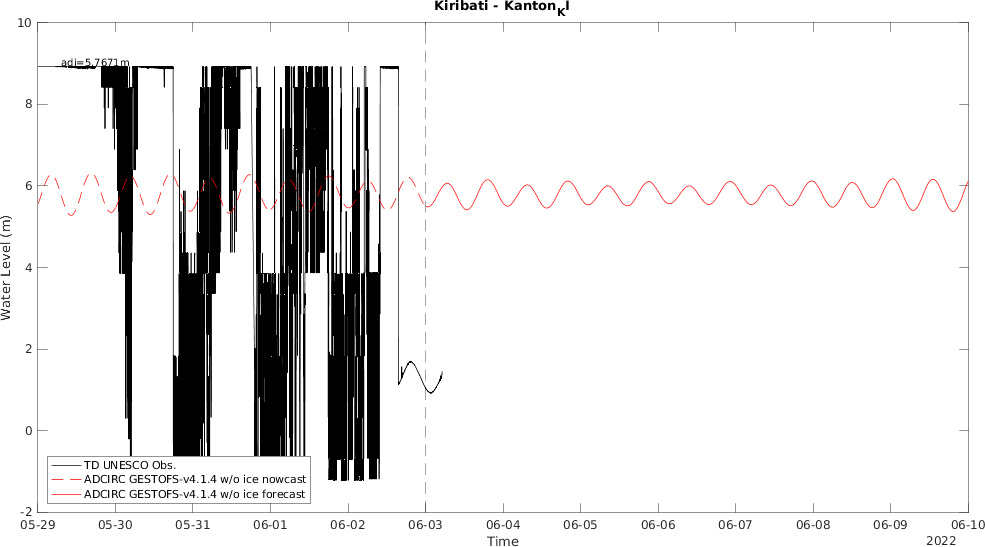 Kiribati - Kanton_KI
10
8
6
4
2
0
-2
Water Level (m)
adj=5.7671m
TD UNESCO Obs.
ADCIRC GESTOFS-v4.1.4 w/o ice nowcast
ADCIRC GESTOFS-v4.1.4 w/o ice forecast
05-29 05-30 05-31 06-01 06-02 06-03 06-04 06-05 06-06 06-07 06-08 06-09 06-10
Time
2022